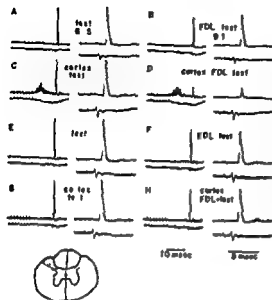 A test B FDL test
C cortex test D cortex FDL test
E test F FDL test
H cortex FDL+test
10 msec 5 msec